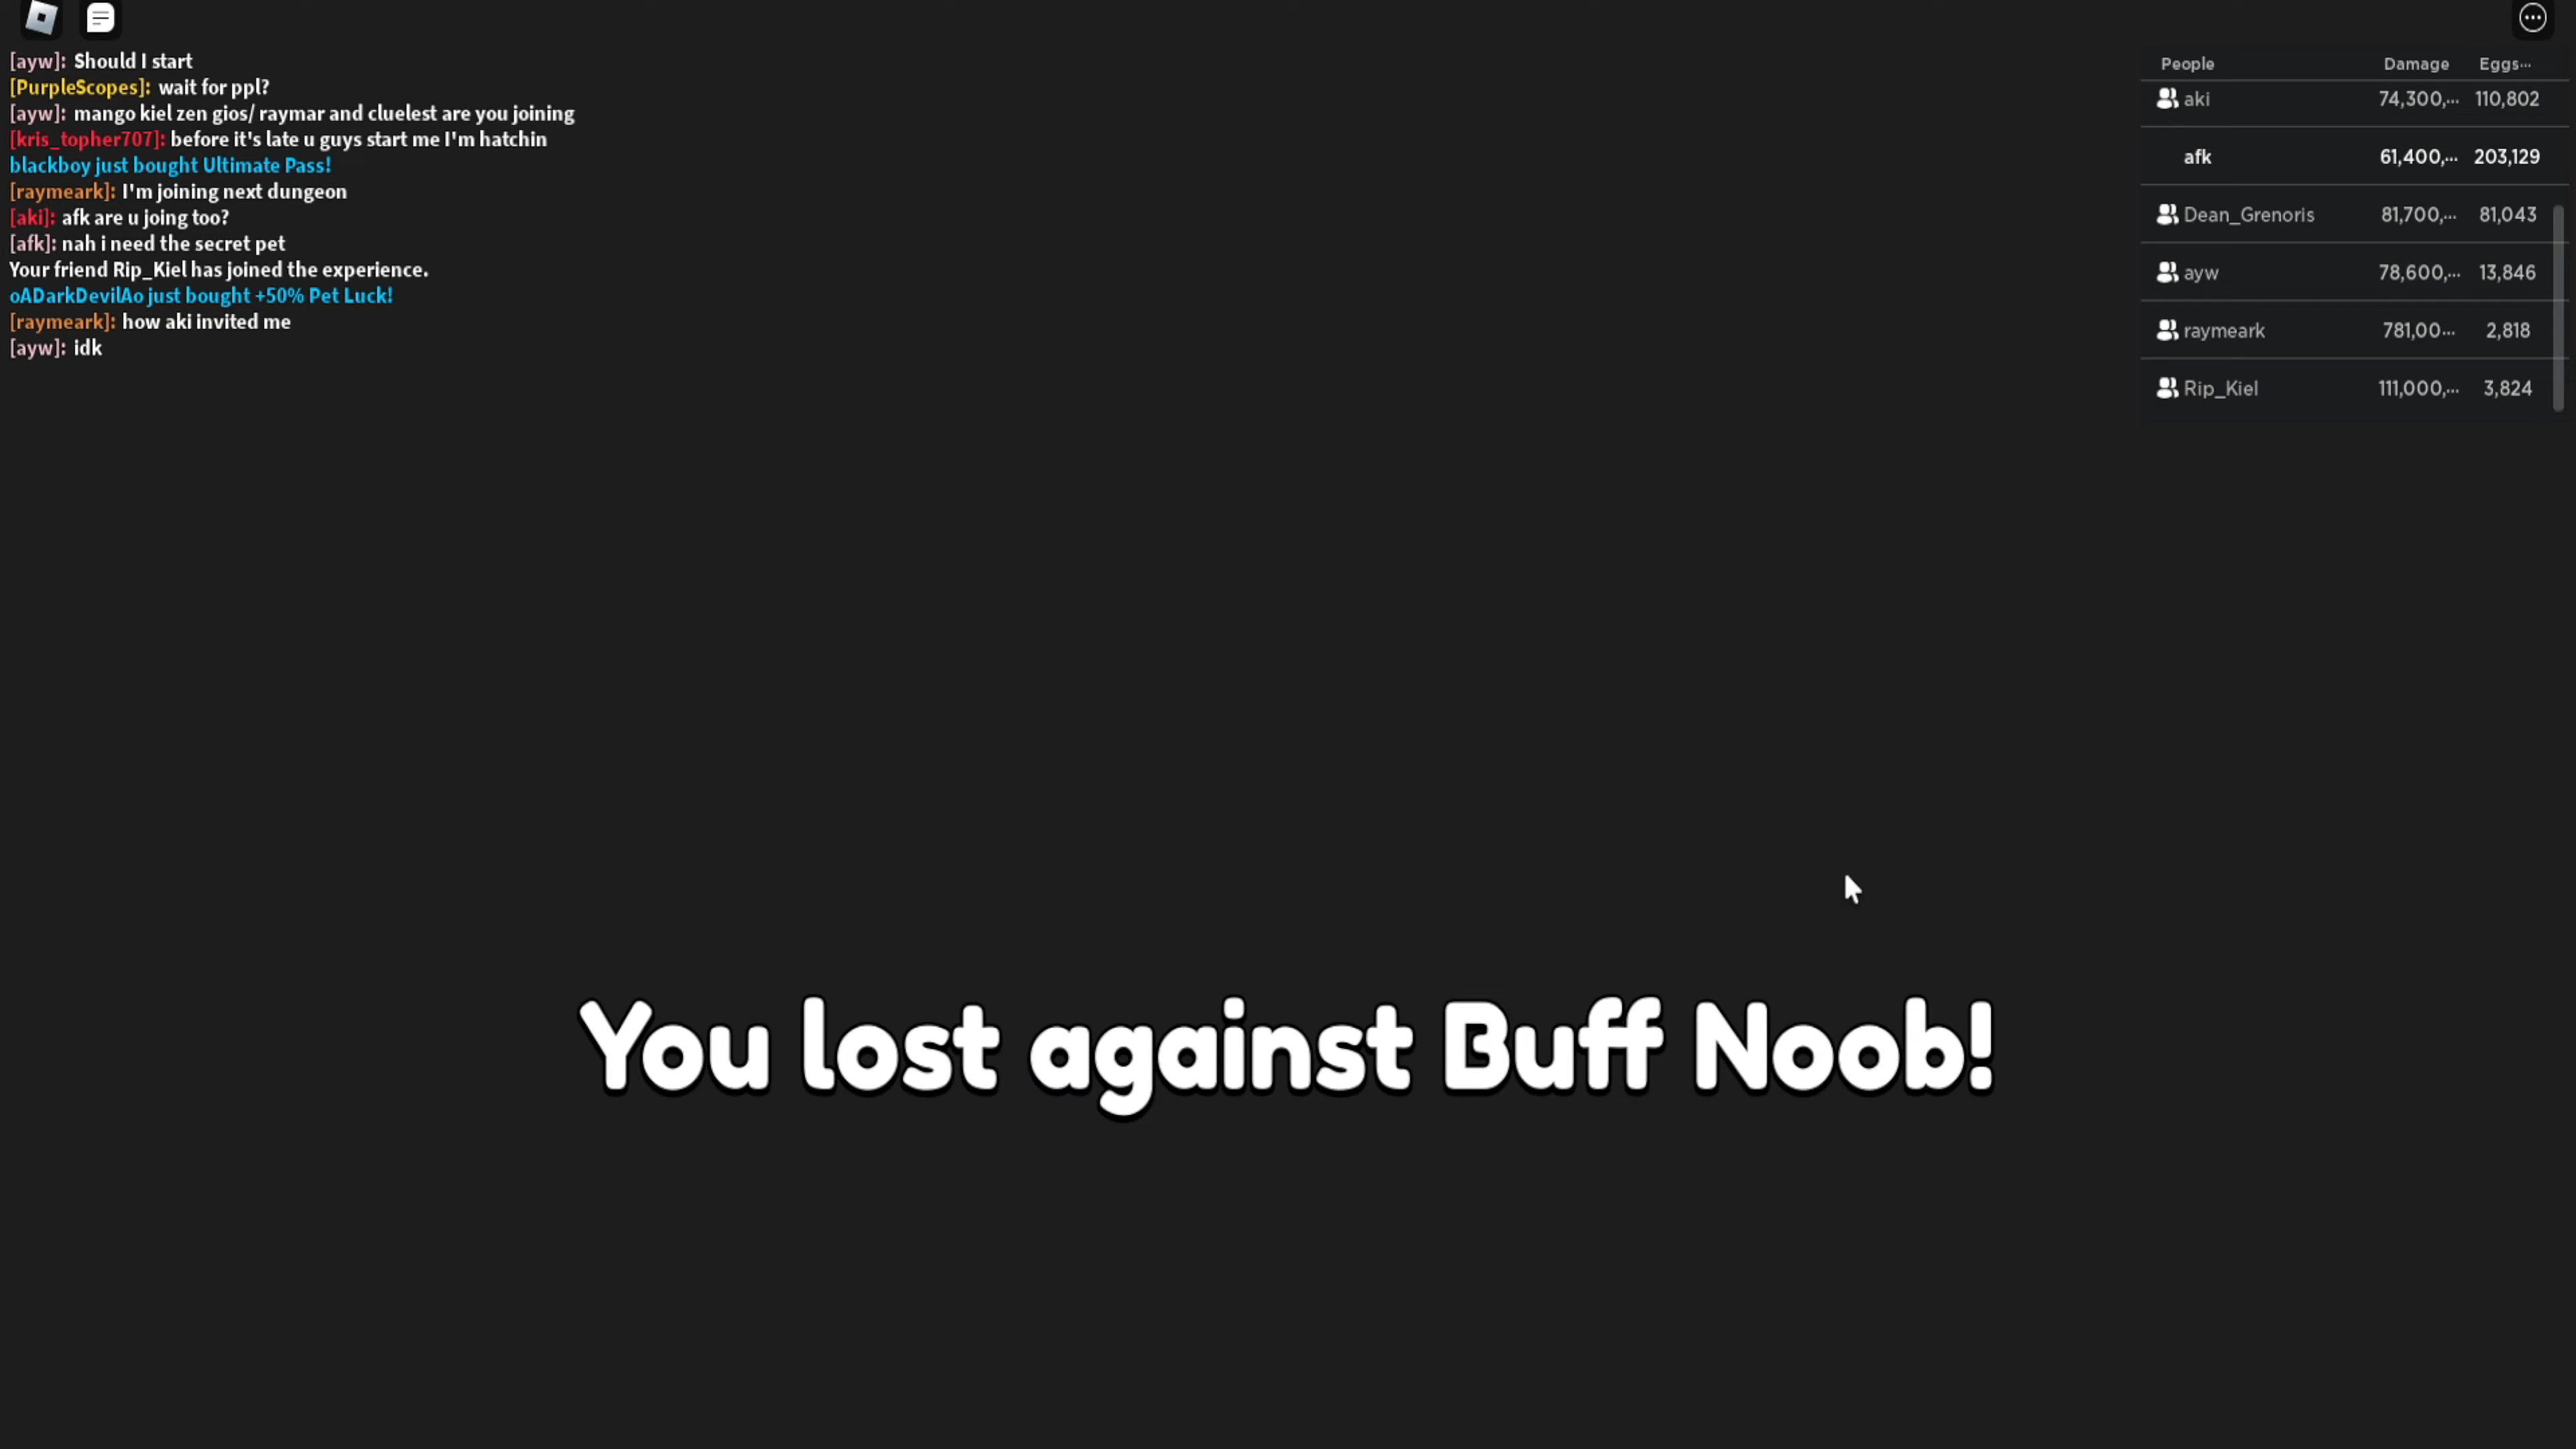 [ayw]: Should I start
[PurpleScopes]: wait for ppl?
[ayw]: mango kiel zen gios/ raymar and cluelest are you joining
[kris_topher707]: before it's late u guys start me I'm hatchin
blackboy just bought Ultimate Pass!
[raymeark]: I'm joining next dungeon
[aki]: afk are u joing too?
[afk]: nah i need the secret pet
Your friend Rip_Kiel has joined the experience.
oADarkDevilAo just bought +50% Pet Luck!
[raymeark]: how aki invited me
[ayw]: idk
People Damage Eggs...
aki 74,300,... 110,802
afk 61,400,... 203,129
Dean_Grenoris 81,700,... 81,043
ayw 78,600,... 13,846
raymeark 781,00... 2,818
Rip_Kiel 111,000,... 3,824
You lost against Buff Noob!